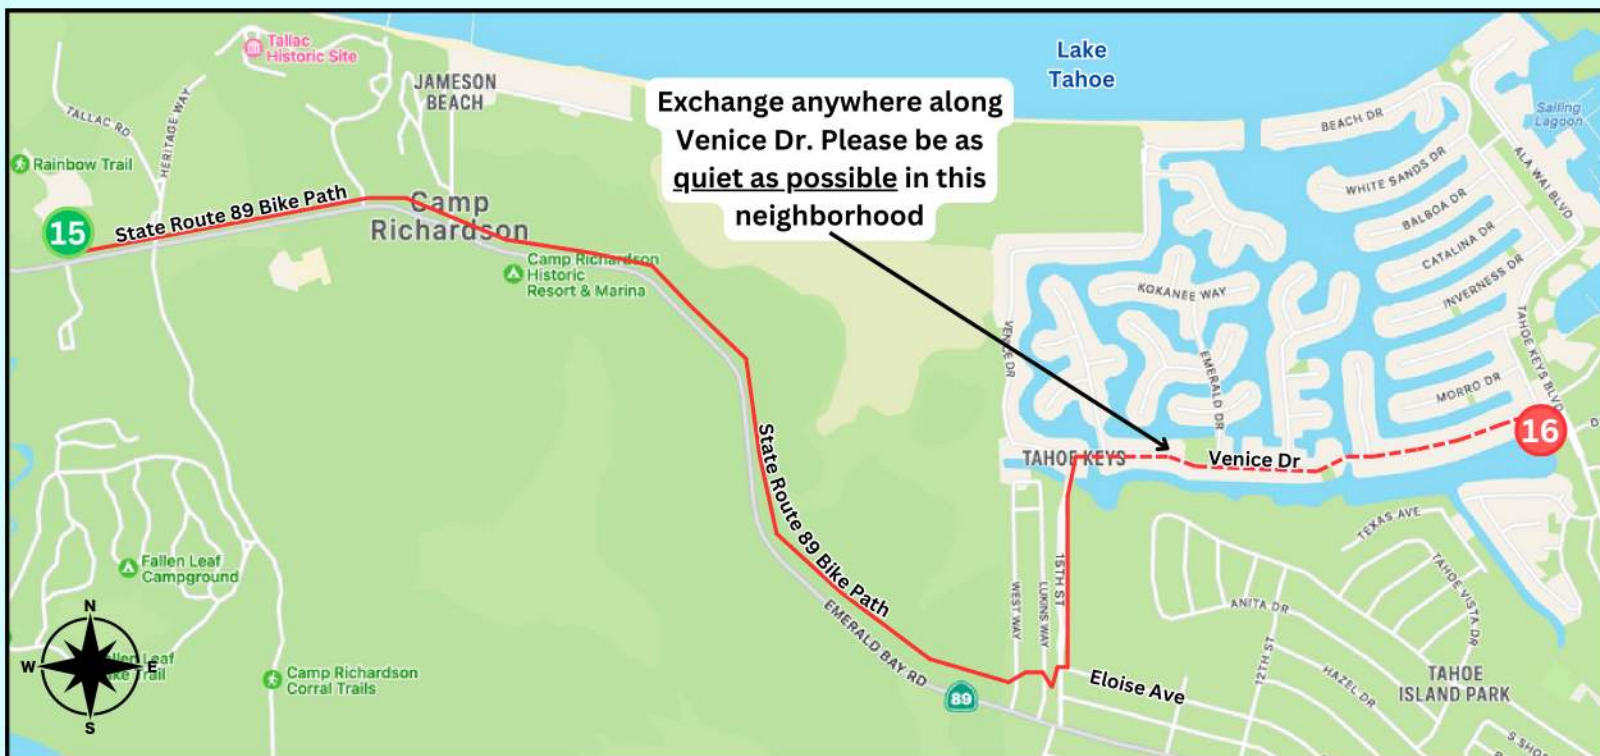 Tallac
Historic Site
JAMESON
BEACH
Lake
Tahoe
Exchange anywhere along
Venice Dr. Please be as
quiet as possible in this
neighborhood
TALLAC RD
HERITAGE WAY
Rainbow Trail
15
State Route 89 Bike Path
Camp
Richardson
Camp Richardson
Historic
Resort & Marina
BEACH DR
Sailing
Lagoon
ALA WAI BLVD
WHITE SANDS DR
BALBOA DR
CATALINA DR
INVERNESS DR
KOKANEE WAY
VENICE DR
EMERALD DR
TAHOE KEYS BLVD
MORRO DR
16
TAHOE KEYS
Venice Dr
State Route 89 Bike Path
EMERALD BAY RD
89
WEST WAY
LUKINS WAY
15TH ST
Eloise Ave
TEXAS AVE
TAHOE VISTA DR
ANITA DR
12TH ST
HAZEL DR
TAHOE
ISLAND PARK
S SHO
Fallen Leaf
Campground
N
W
E
S
llen Leaf
ke Trail
Camp Richardson
Corral Trails